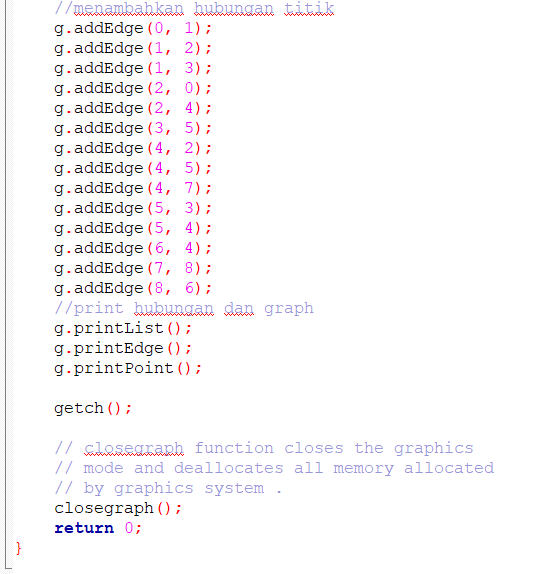 //menambahkan hubungan titik
g.addEdge(0, 1);
g.addEdge(1, 2);
g.addEdge(1, 3);
g.addEdge(2, 0);
g.addEdge(2, 4);
g.addEdge(3, 5);
g.addEdge(4, 2);
g.addEdge(4, 5);
g.addEdge(4, 7);
g.addEdge(5, 3);
g.addEdge(5, 4);
g.addEdge(6, 4);
g.addEdge(7, 8);
g.addEdge(8, 6);
//print hubungan dan graph
g.printList();
g.printEdge();
g.printPoint();
getch();
// closegraph function closes the graphics
// mode and deallocates all memory allocated
// by graphics system .
closegraph();
return 0;
}